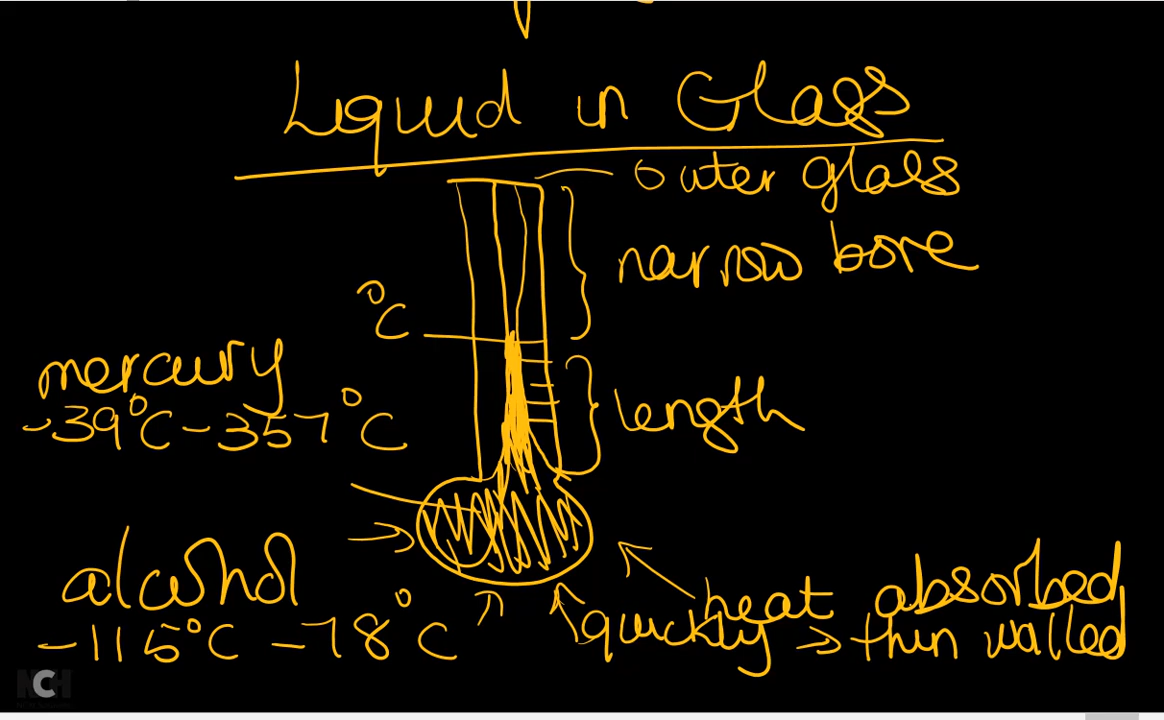 Liquid in Glass
outer glass
narrow bore
°C
mercury
-39°C - 357°C
length
alcohol
-115°C - 78°C
heat absorbed
quickly → thin walled
NCH